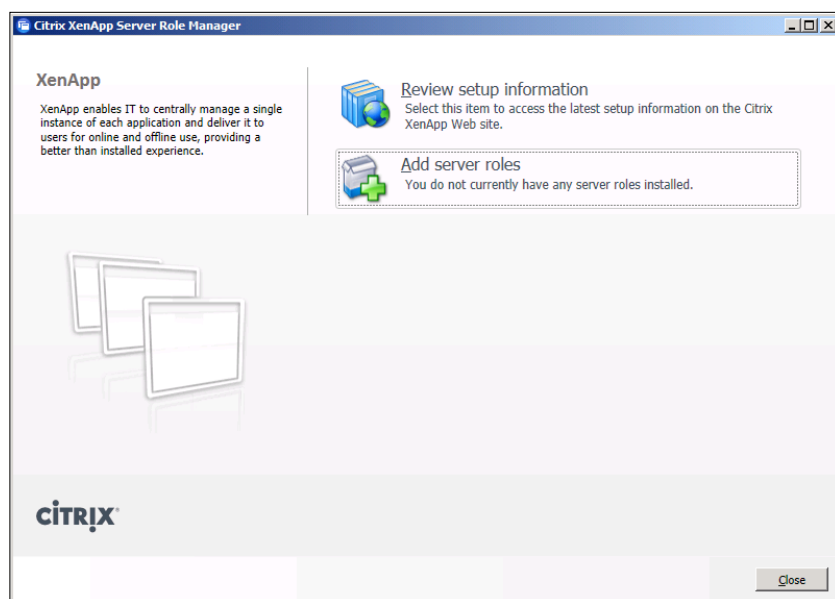 Citrix XenApp Server Role Manager
XenApp
XenApp enables IT to centrally manage a single
instance of each application and deliver it to
users for online and offline use, providing a
better than installed experience.
Review setup information
Select this item to access the latest setup information on the Citrix
XenApp Web site.
Add server roles
You do not currently have any server roles installed.
CITRIX
Close